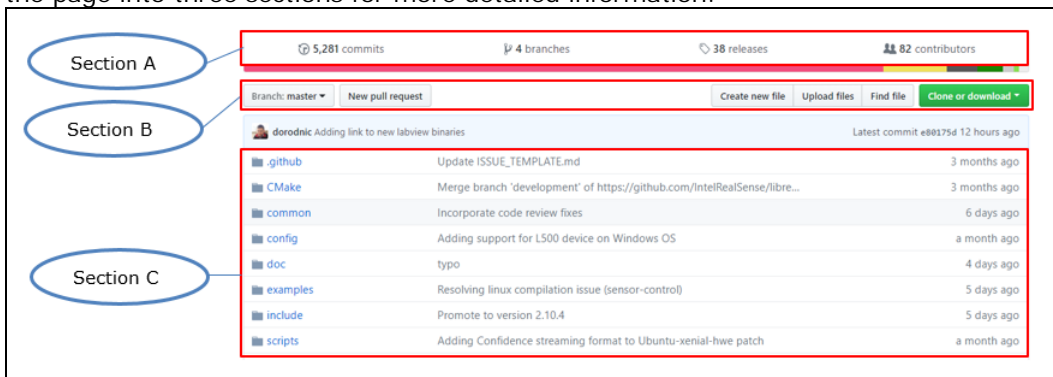 the page into three sections for more detailed information.
Section A
5,281 commits 4 branches 38 releases 82 contributors
Section B
Branch: master New pull request Create new file Upload files Find file Clone or download
dorodnic Adding link to new labview binaries Latest commit e80175d 12 hours ago
Section C
.github Update ISSUE_TEMPLATE.md 3 months ago
CMake Merge branch 'development' of https://github.com/IntelRealSense/libre... 3 months ago
common Incorporate code review fixes 6 days ago
config Adding support for L500 device on Windows OS a month ago
doc typo 4 days ago
examples Resolving linux compilation issue (sensor-control) 5 days ago
include Promote to version 2.10.4 5 days ago
scripts Adding Confidence streaming format to Ubuntu-xenial-hwe patch a month ago